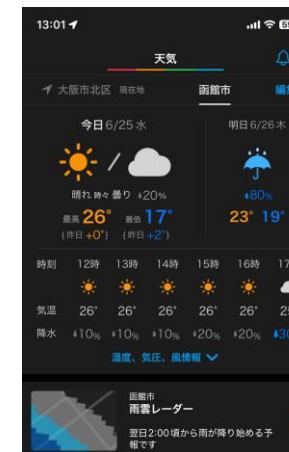 13:01
天気
大阪市北区 現在地 函館市
今日 6/25 水 明日 6/26 木
晴れ 時々 曇り 20% 80%
最高 26° 最低 17° 23° 19°
(昨日 +0°) (昨日 +2°)
時刻 12時 13時 14時 15時 16時
気温 26° 26° 26° 26° 26°
降水 10% 10% 10% 20% 20%
湿度、気圧、風情報
函館市
雨雲レーダー
翌日2:00頃から雨が降り始める予
報です